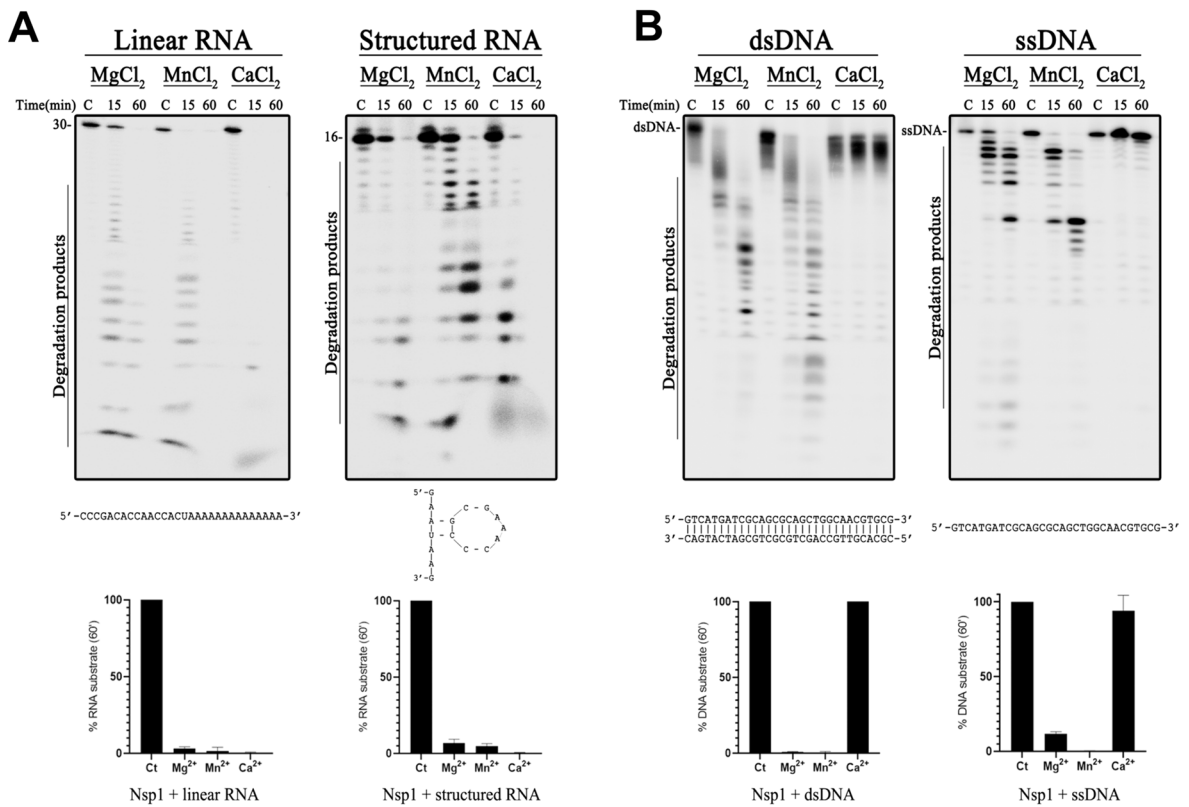 A
B
Linear RNA
Structured RNA
dsDNA
ssDNA
MgCl2 MnCl2 CaCl2
MgCl2 MnCl2 CaCl2
MgCl2 MnCl2 CaCl2
MgCl2 MnCl2 CaCl2
Time(min) C 15 60 C 15 60 C 15 60
C 15 60 C 15 60 C 15 60
Time(min) C 15 60 C 15 60 C 15 60
C 15 60 C 15 60 C 15 60
30-
16-
dsDNA-
ssDNA-
Degradation products
Degradation products
Degradation products
Degradation products
5’-CCCGACACCAACCACUAAAAAAAAAAAAAA-3’
5’-G
A
A
U
A
A
3’-G
G C G A A A C C C
5’-GTCATGATCGCAGCGCAGCTGGCAACGTGCG-3’
3’-CAGTACTAGCGTCGCGTCGACCGTTGCACGC-5’
5’-GTCATGATCGCAGCGCAGCTGGCAACGTGCG-3’
% RNA substrate (60')
100
50
0
Ct Mg2+ Mn2+ Ca2+
Nsp1 + linear RNA
% RNA substrate (60')
100
50
0
Ct Mg2+ Mn2+ Ca2+
Nsp1 + structured RNA
% DNA substrate (60')
100
50
0
Ct Mg2+ Mn2+ Ca2+
Nsp1 + dsDNA
% DNA substrate (60')
100
50
0
Ct Mg2+ Mn2+ Ca2+
Nsp1 + ssDNA